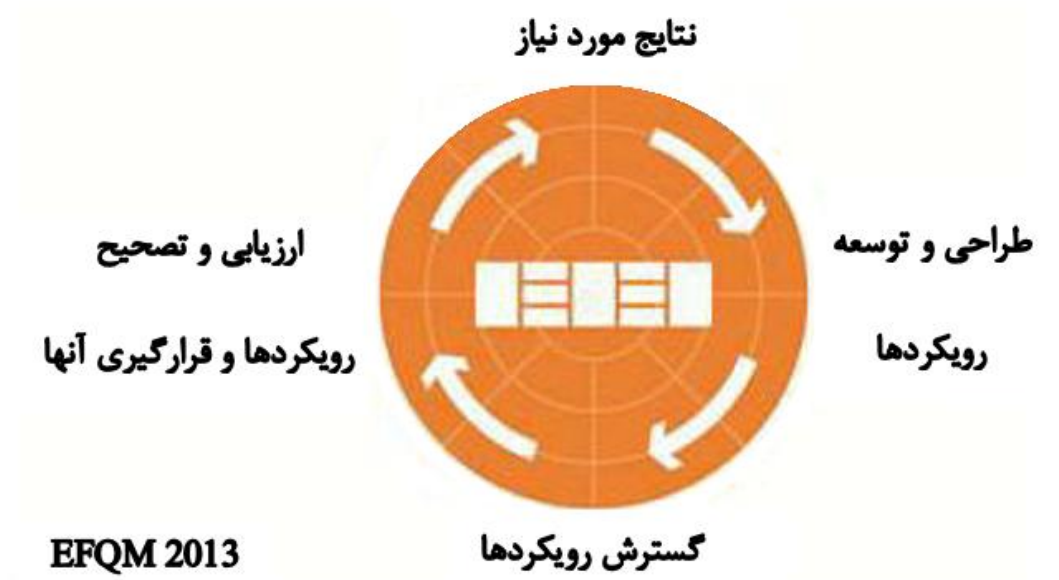 نتایج مورد نیاز
طراحی و توسعه
رویکردها
گسترش رویکردها
ارزیابی و تصحیح
رویکردها و قرارگیری آنها
EFQM 2013